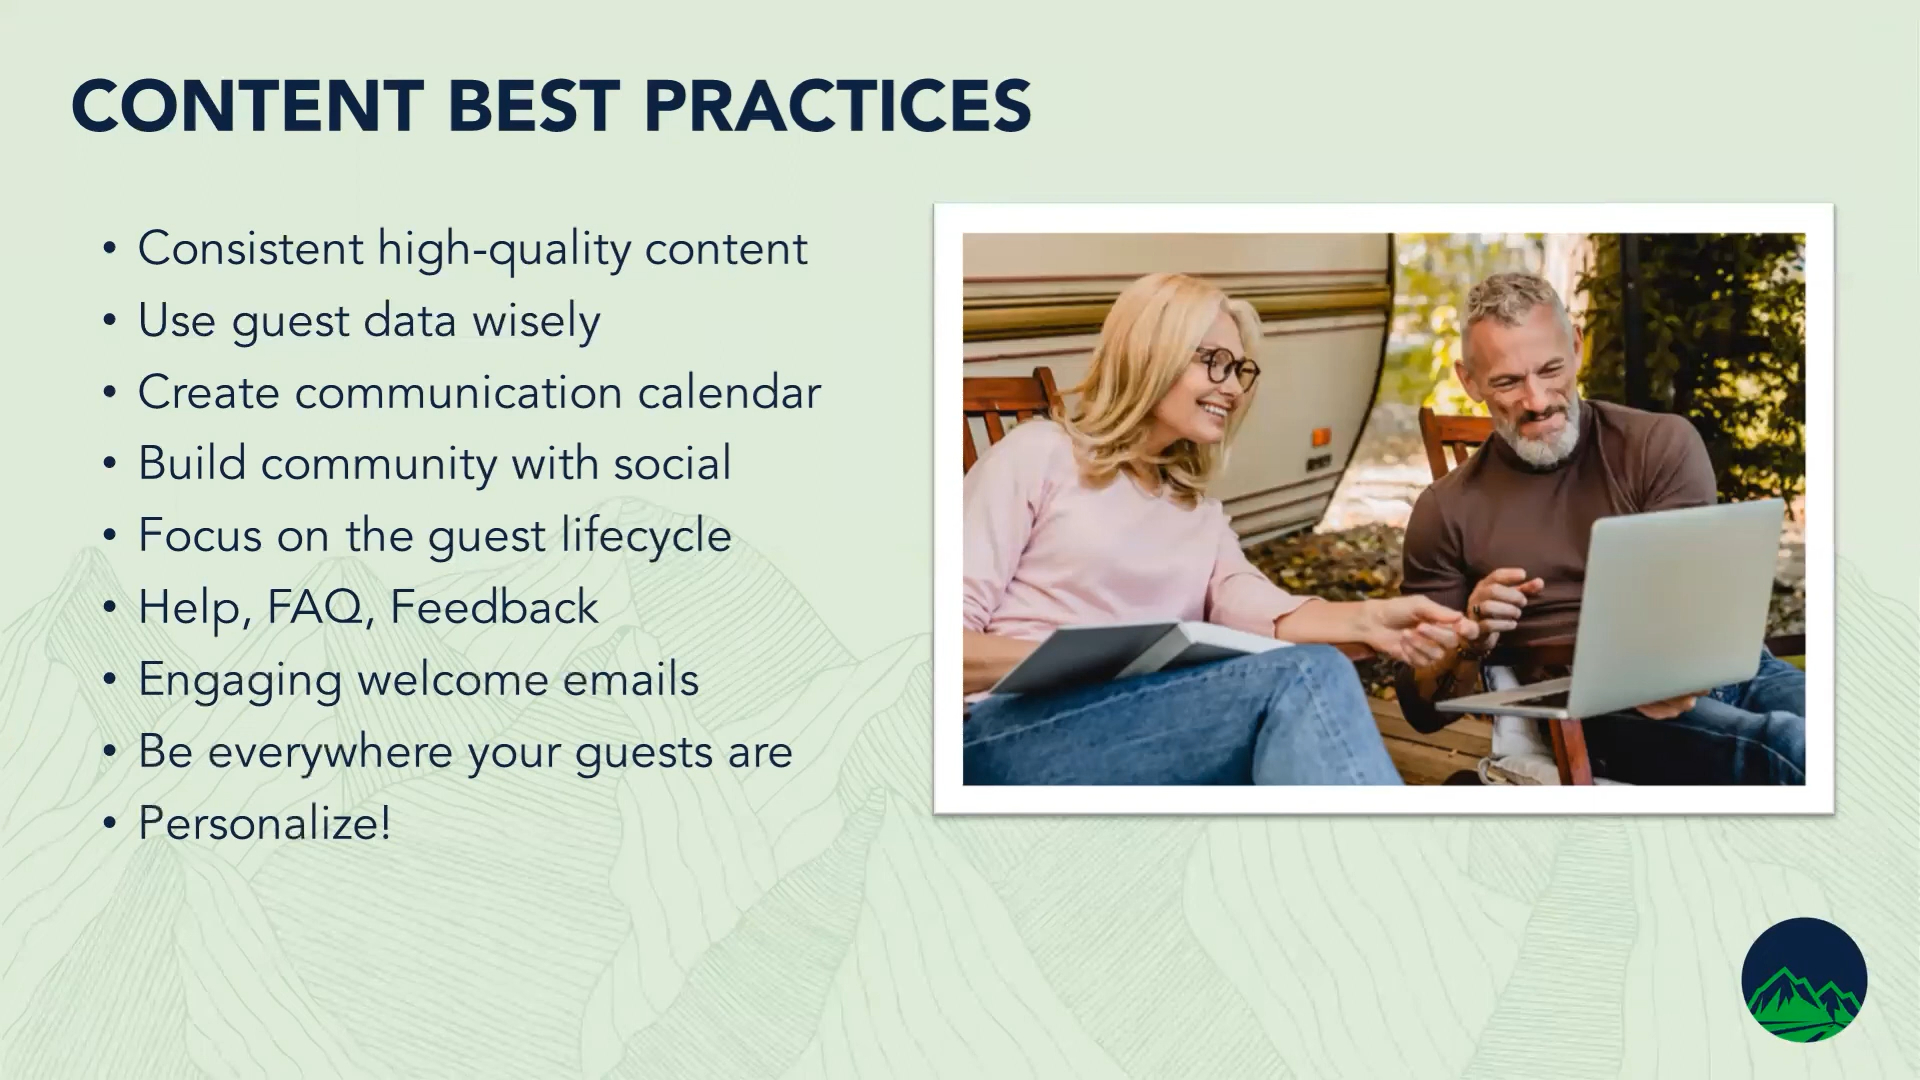 CONTENT BEST PRACTICES
• Consistent high-quality content
• Use guest data wisely
• Create communication calendar
• Build community with social
• Focus on the guest lifecycle
• Help, FAQ, Feedback
• Engaging welcome emails
• Be everywhere your guests are
• Personalize!